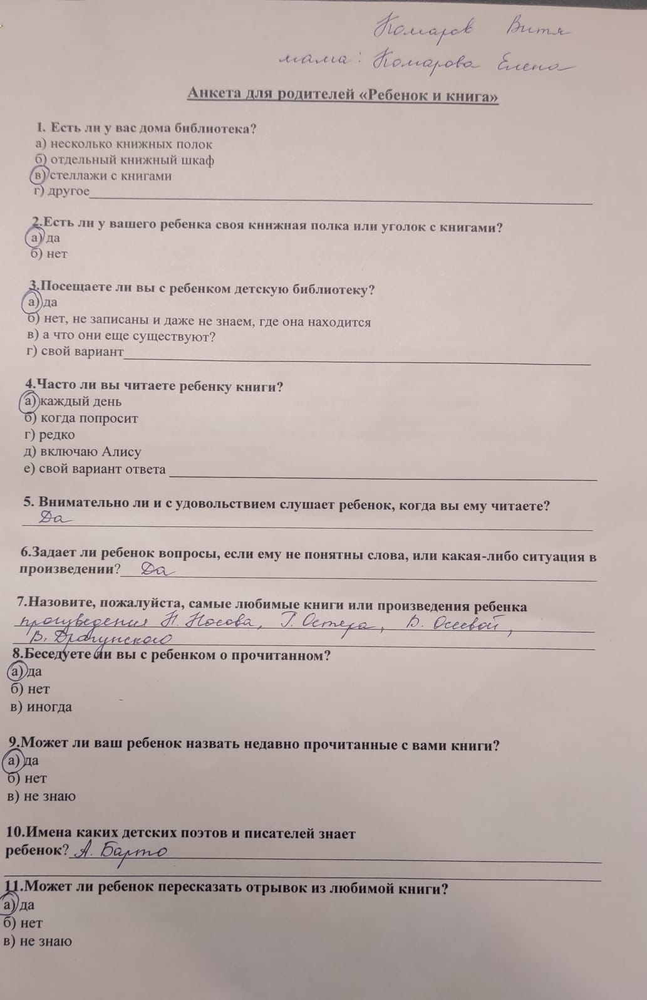 Комаров Витя
мама: Комарова Елена
Анкета для родителей «Ребенок и книга»
1. Есть ли у вас дома библиотека?
а) несколько книжных полок
б) отдельный книжный шкаф
в) стеллажи с книгами
г) другое
2.Есть ли у вашего ребенка своя книжная полка или уголок с книгами?
а) да
б) нет
3.Посещаете ли вы с ребенком детскую библиотеку?
а) да
б) нет, не записаны и даже не знаем, где она находится
в) а что они еще существуют?
г) свой вариант
4.Часто ли вы читаете ребенку книги?
а) каждый день
б) когда попросит
г) редко
д) включаю Алису
е) свой вариант ответа
5. Внимательно ли и с удовольствием слушает ребенок, когда вы ему читаете?
Да
6.Задает ли ребенок вопросы, если ему не понятны слова, или какая-либо ситуация в
произведении? Да
7.Назовите, пожалуйста, самые любимые книги или произведения ребенка
произведения Н. Носова, Г. Остера, В. Осеевой,
В. Драгунского
8.Беседуете ли вы с ребенком о прочитанном?
а) да
б) нет
в) иногда
9.Может ли ваш ребенок назвать недавно прочитанные с вами книги?
а) да
б) нет
в) не знаю
10.Имена каких детских поэтов и писателей знает
ребенок? А. Барто
11.Может ли ребенок пересказать отрывок из любимой книги?
а) да
б) нет
в) не знаю